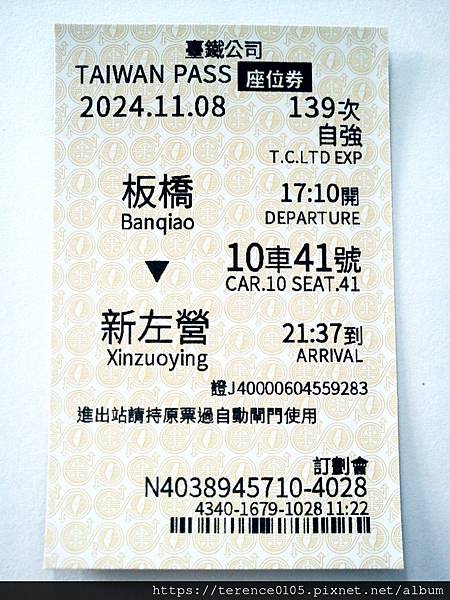 臺鐵公司
TAIWAN PASS 座位券
2024.11.08 139次
自強
T.C.LTD EXP
板橋 17:10開
Banqiao DEPARTURE
10車41號
CAR.10 SEAT.41
新左營 21:37到
Xinzuoying ARRIVAL
證J40000604559283
進出站請持原票過自動閘門使用
訂劃會
N4038945710-4028
4340-1679-1028 11:22
https://terence0105.pixnet.net/album